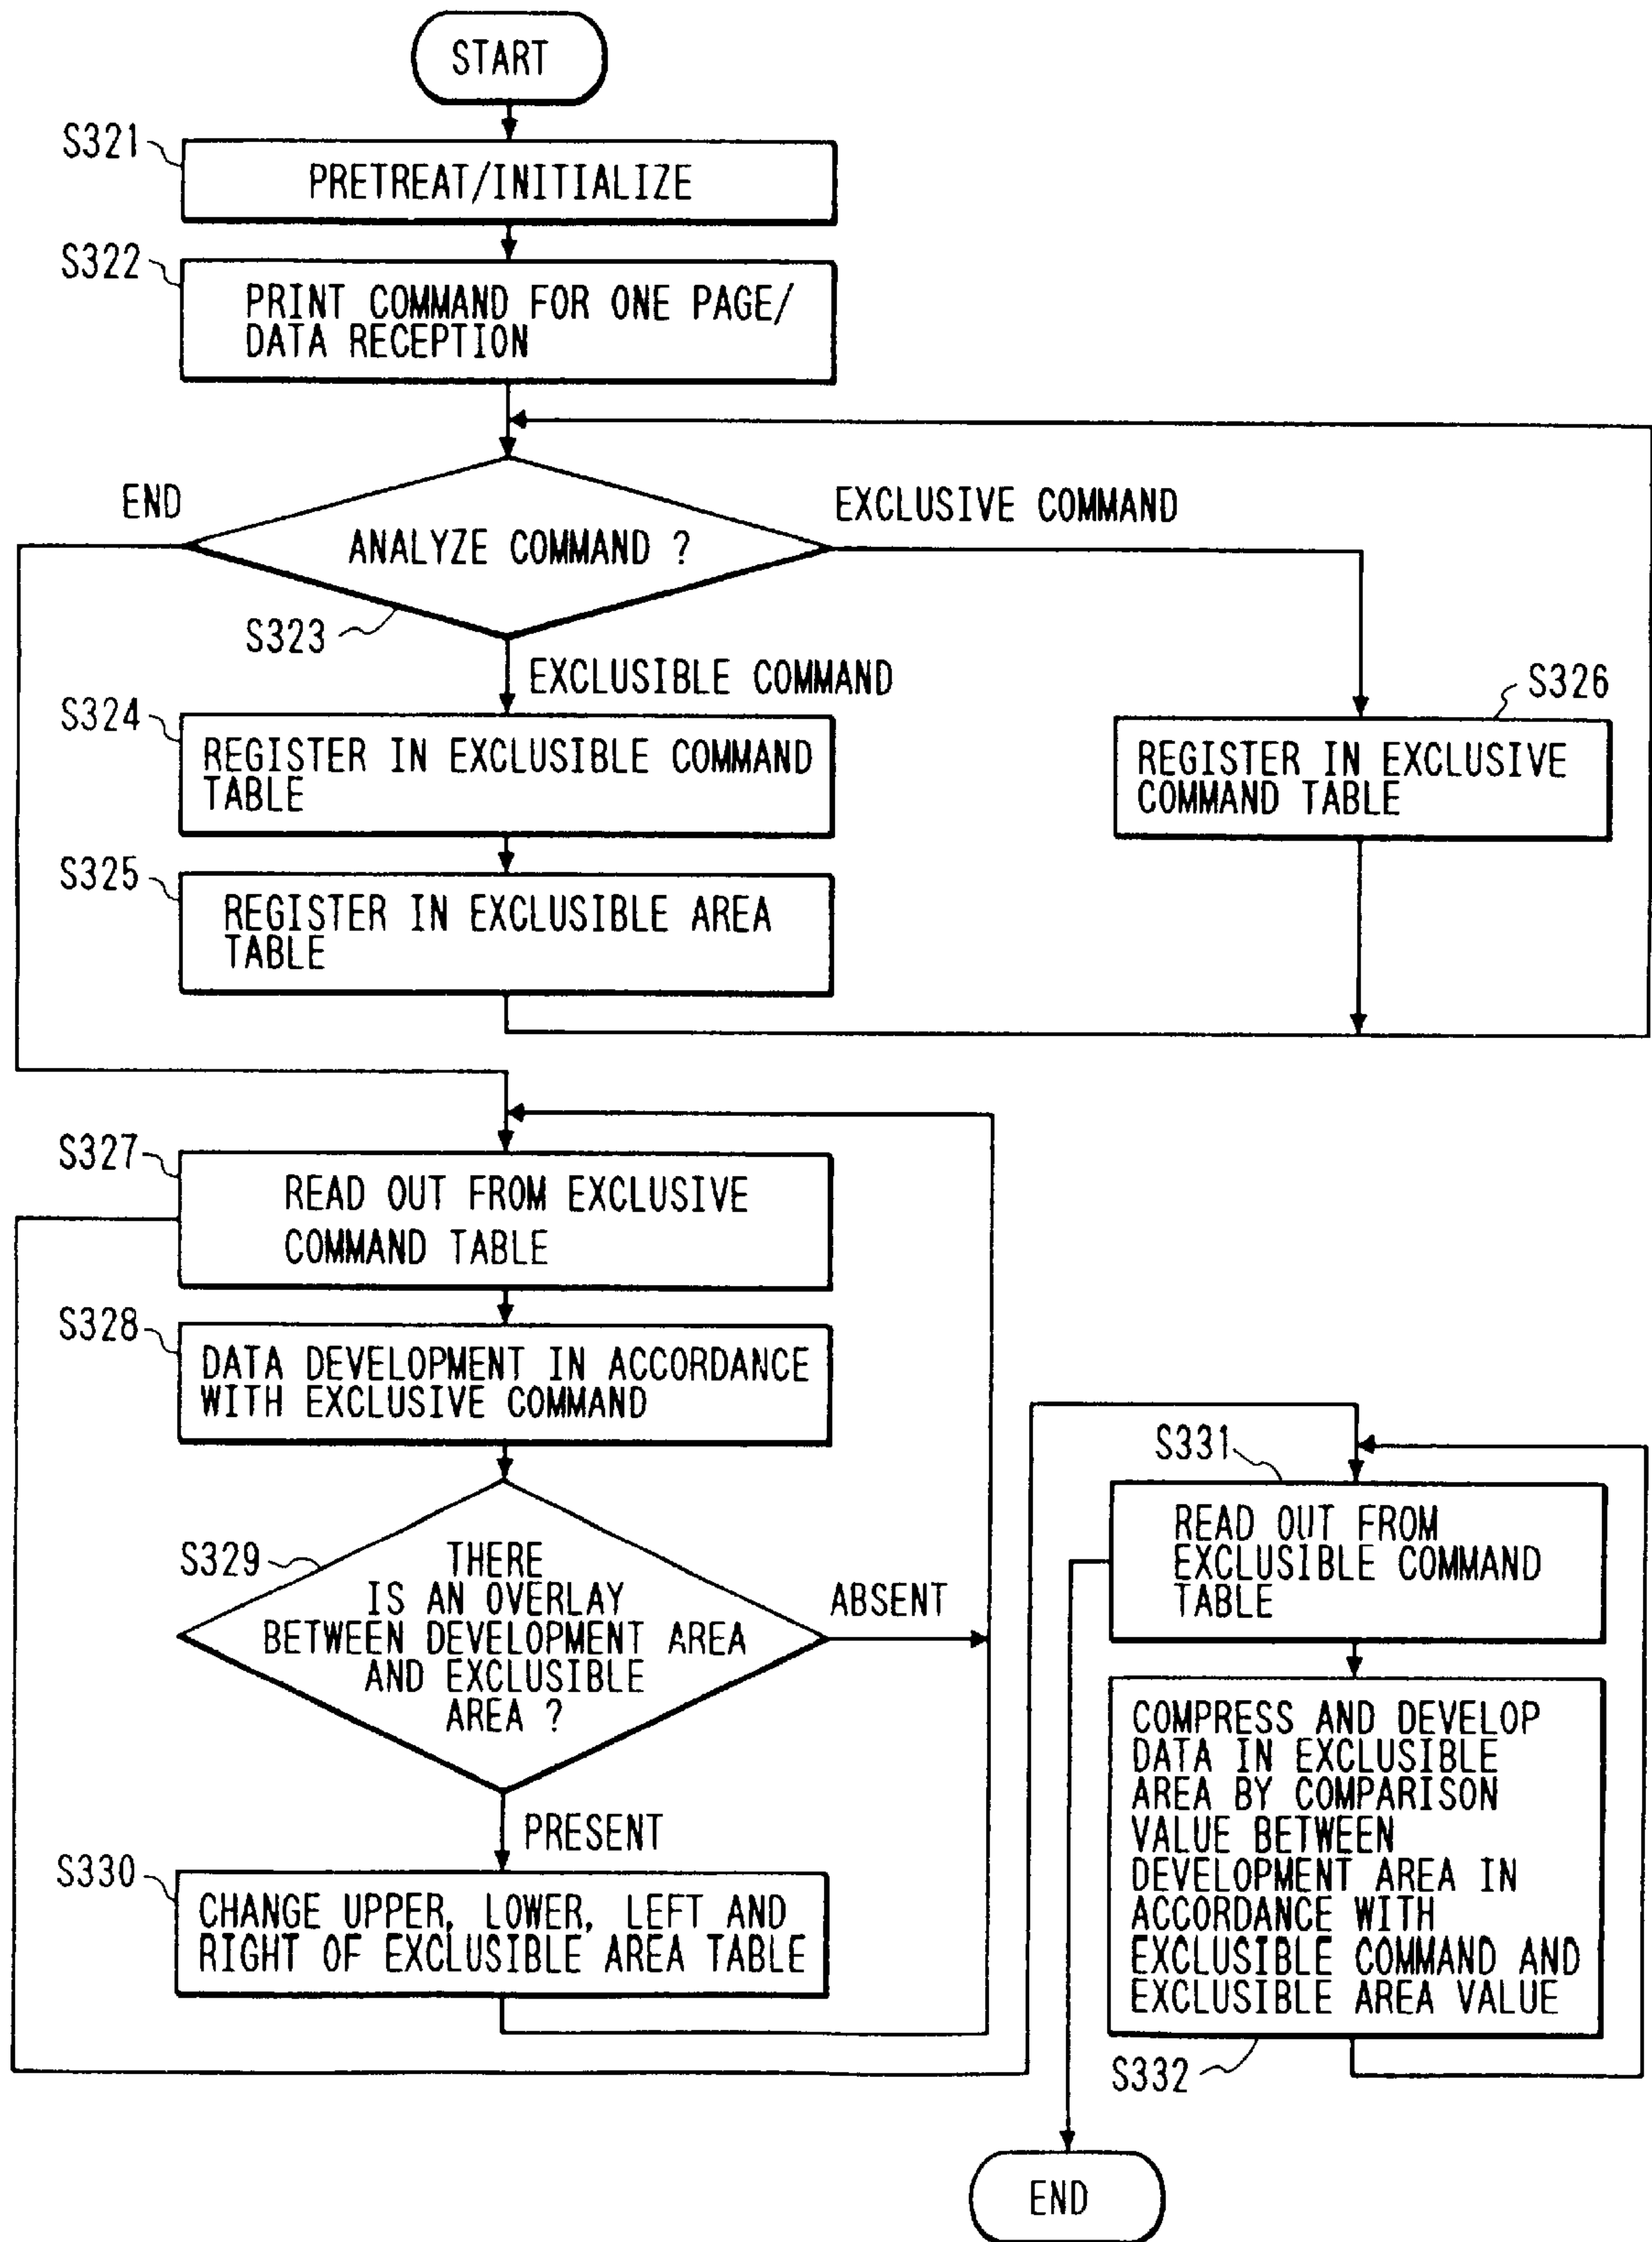 START
S321
PRETREAT/INITIALIZE
S322
PRINT COMMAND FOR ONE PAGE/
DATA RECEPTION
END
ANALYZE COMMAND ?
EXCLUSIVE COMMAND
S323
EXCLUSIBLE COMMAND
S324
REGISTER IN EXCLUSIBLE COMMAND
TABLE
S326
REGISTER IN EXCLUSIVE
COMMAND TABLE
S325
REGISTER IN EXCLUSIBLE AREA
TABLE
S327
READ OUT FROM EXCLUSIVE
COMMAND TABLE
S328
DATA DEVELOPMENT IN ACCORDANCE
WITH EXCLUSIVE COMMAND
S329
THERE
IS AN OVERLAY
BETWEEN DEVELOPMENT AREA
AND EXCLUSIBLE
AREA ?
ABSENT
PRESENT
S330
CHANGE UPPER, LOWER, LEFT AND
RIGHT OF EXCLUSIBLE AREA TABLE
S331
READ OUT FROM
EXCLUSIBLE COMMAND
TABLE
COMPRESS AND DEVELOP
DATA IN EXCLUSIBLE
AREA BY COMPARISON
VALUE BETWEEN
DEVELOPMENT AREA IN
ACCORDANCE WITH
EXCLUSIBLE COMMAND AND
EXCLUSIBLE AREA VALUE
S332
END